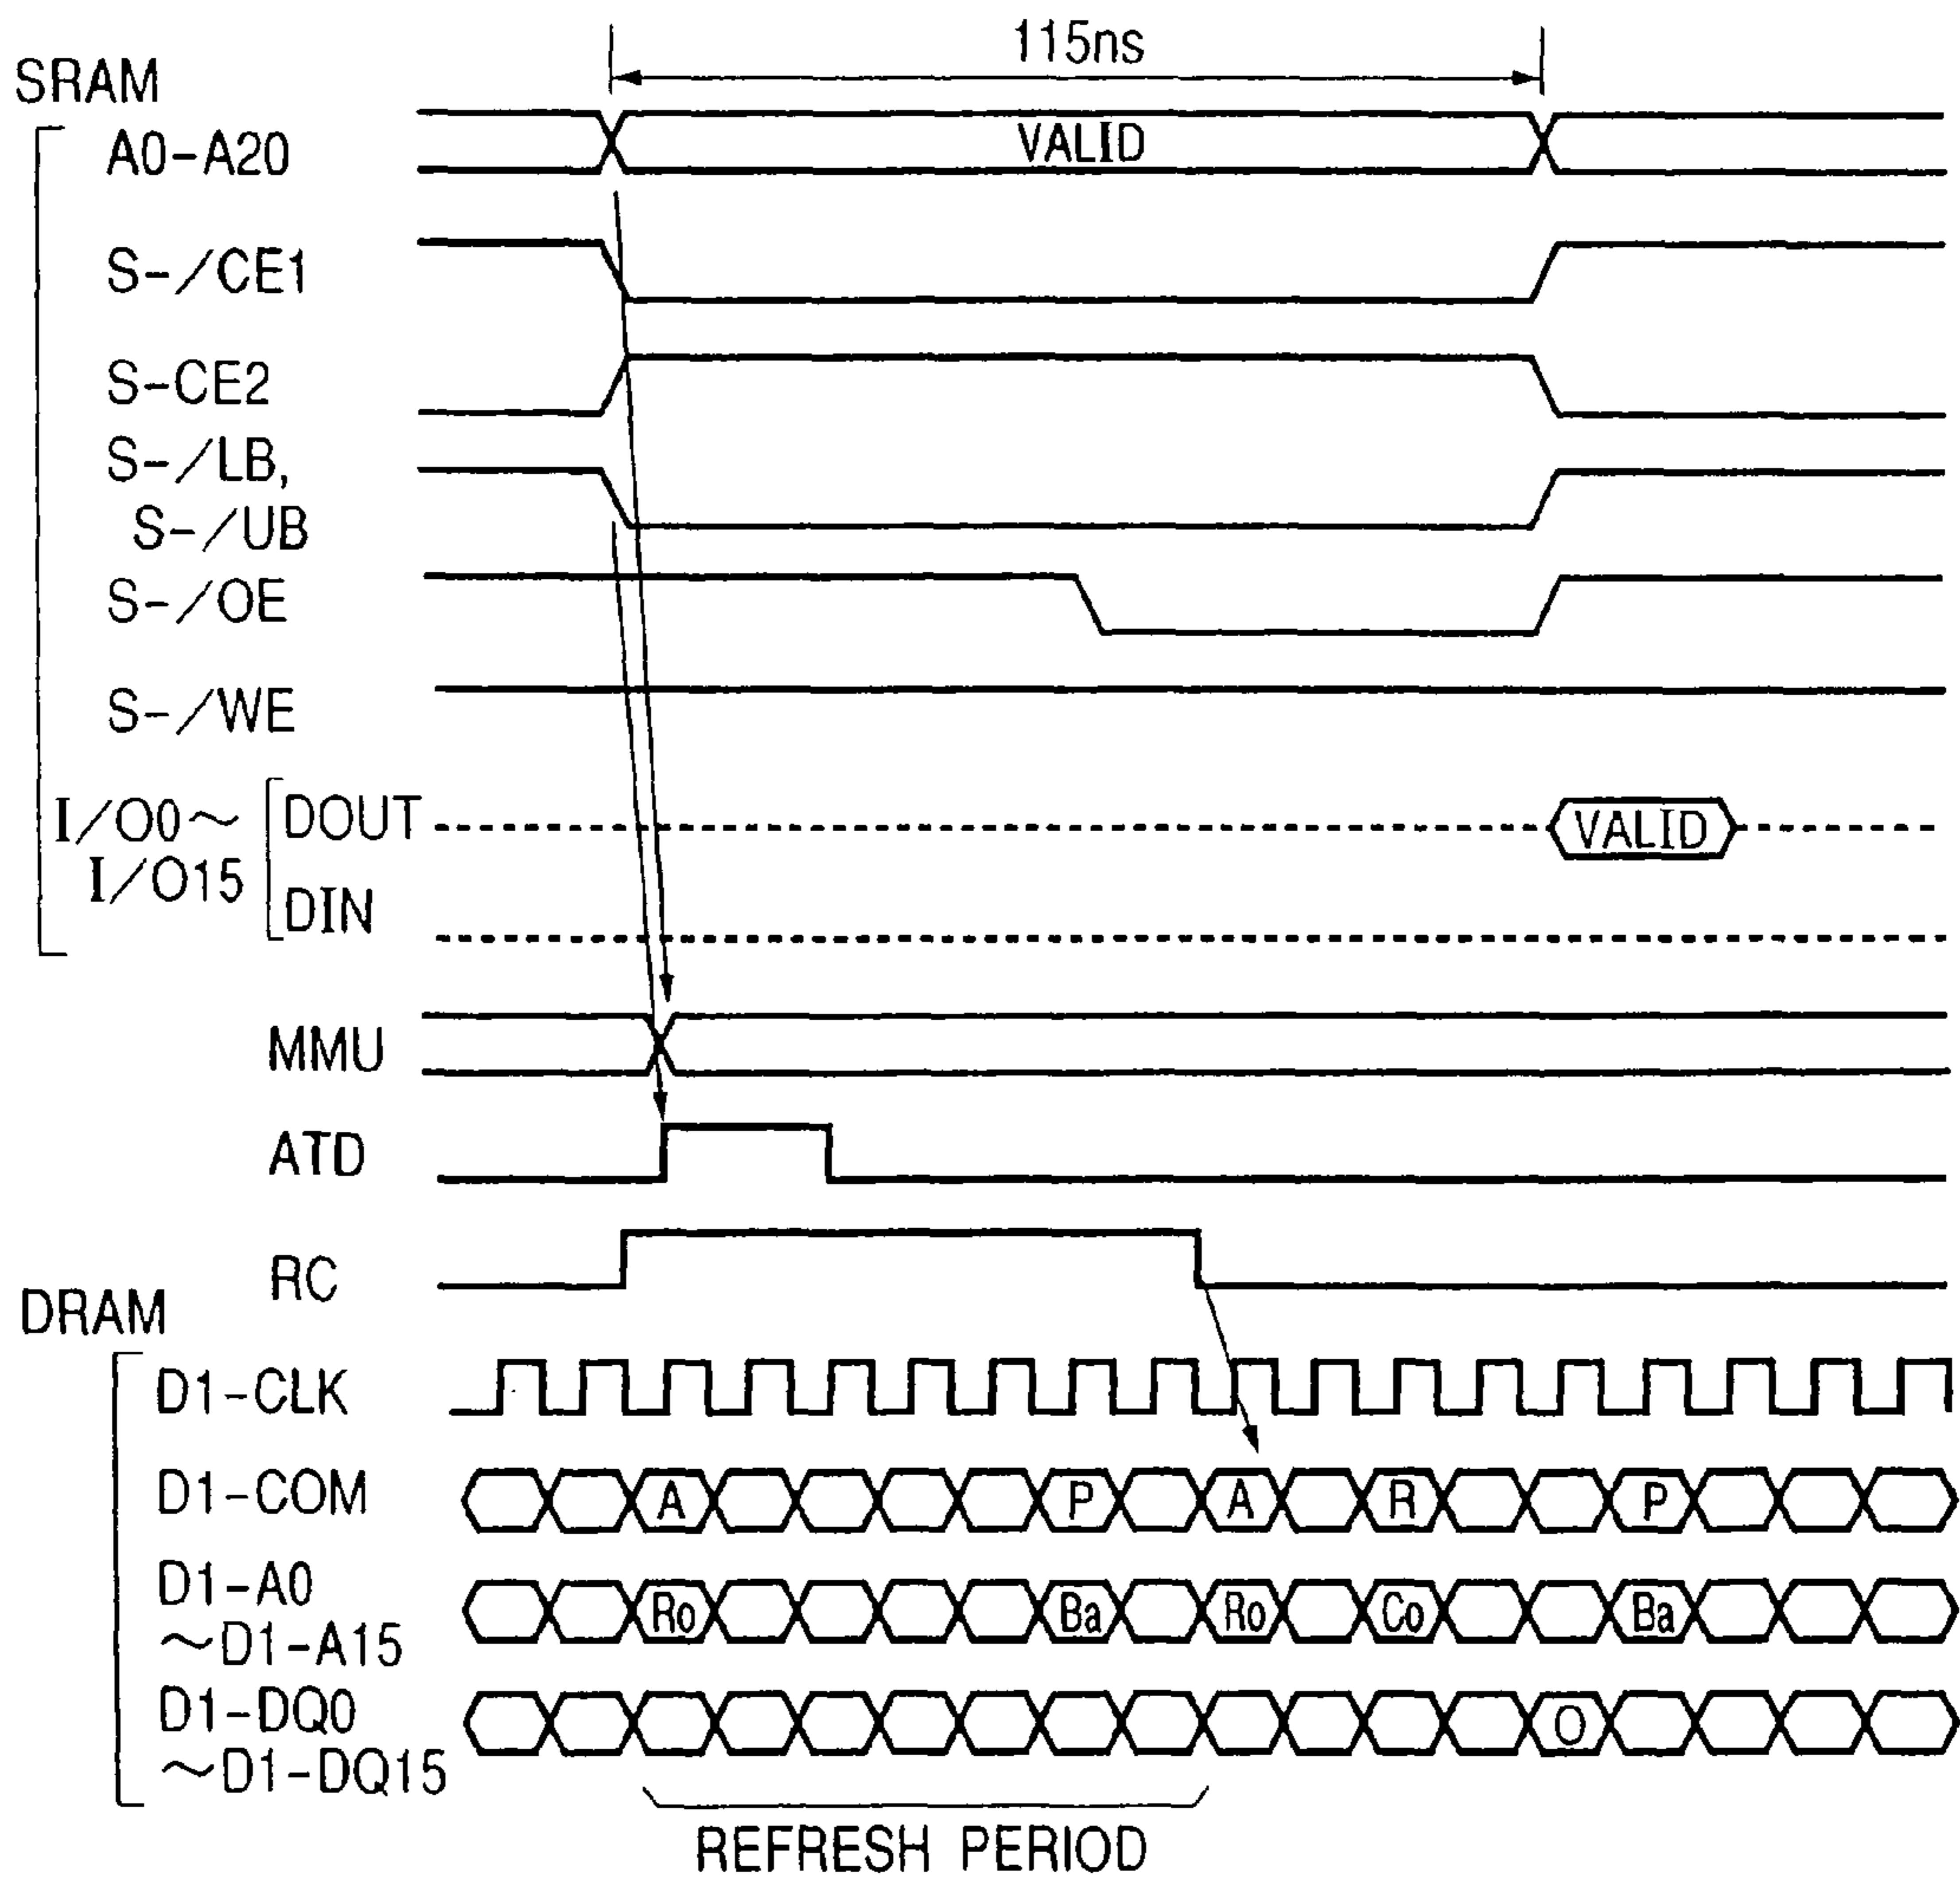 115ns
SRAM
A0-A20
VALID
S-/CE1
S-CE2
S-/LB,
S-/UB
S-/OE
S-/WE
I/O0～
I/O15
DOUT
VALID
DIN
MMU
ATD
RC
DRAM
D1-CLK
D1-COM
A P A R P
D1-A0
～D1-A15
Ro Ba Ro Co Ba
D1-DQ0
～D1-DQ15
O
REFRESH PERIOD